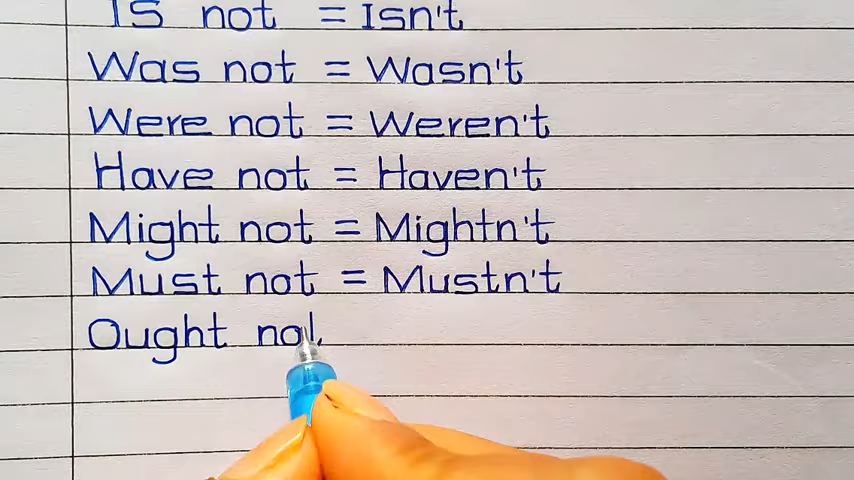 Is not = Isn't
Was not = Wasn't
Were not = Weren't
Have not = Haven't
Might not = Mightn't
Must not = Mustn't
Ought